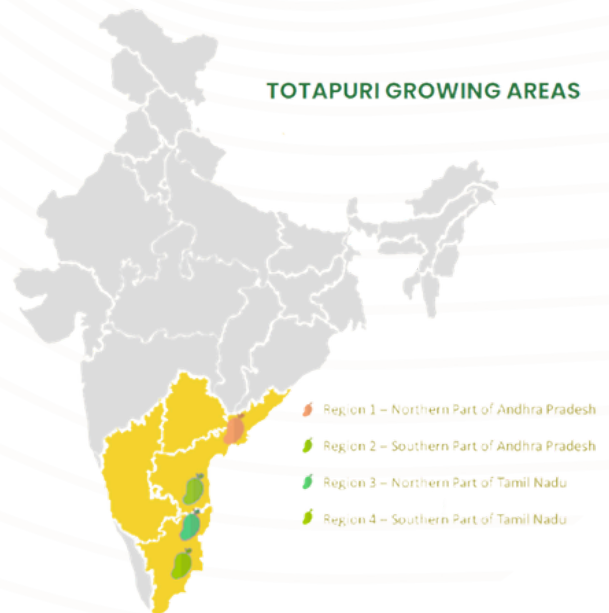 TOTAPURI GROWING AREAS
Region 1 – Northern Part of Andhra Pradesh
Region 2 – Southern Part of Andhra Pradesh
Region 3 – Northern Part of Tamil Nadu
Region 4 – Southern Part of Tamil Nadu